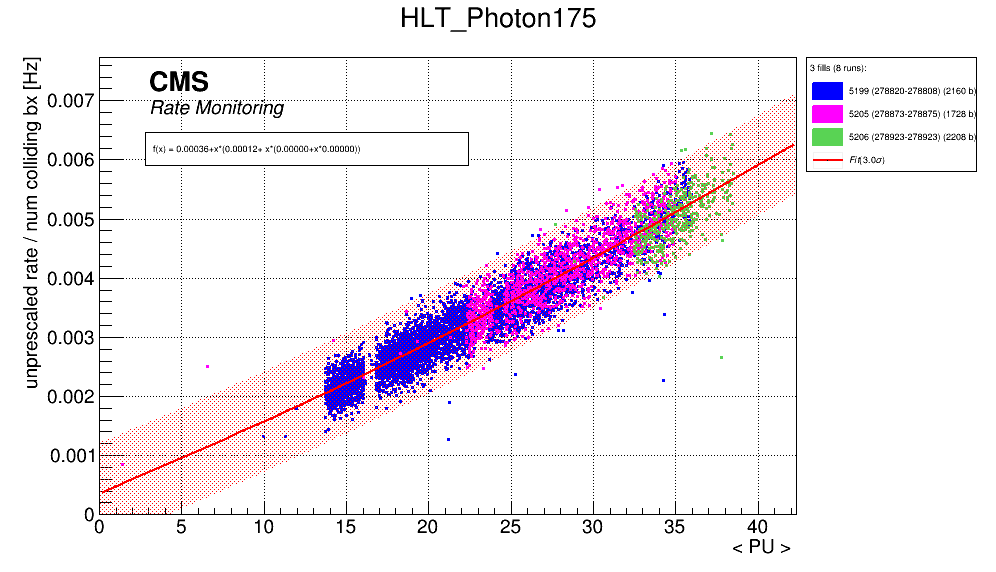 HLT_Photon175
unprescaled rate / num colliding bx [Hz]
CMS
Rate Monitoring
f(x) = 0.00036+x*(0.00012+ x*(0.00000+x*0.00000))
0.007
0.006
0.005
0.004
0.003
0.002
0.001
0
0 5 10 15 20 25 30 35 40
< PU >
3 fills (8 runs):
5199 (278820-278808) (2160 b)
5205 (278873-278875) (1728 b)
5206 (278923-278923) (2208 b)
Fit(3.0σ)